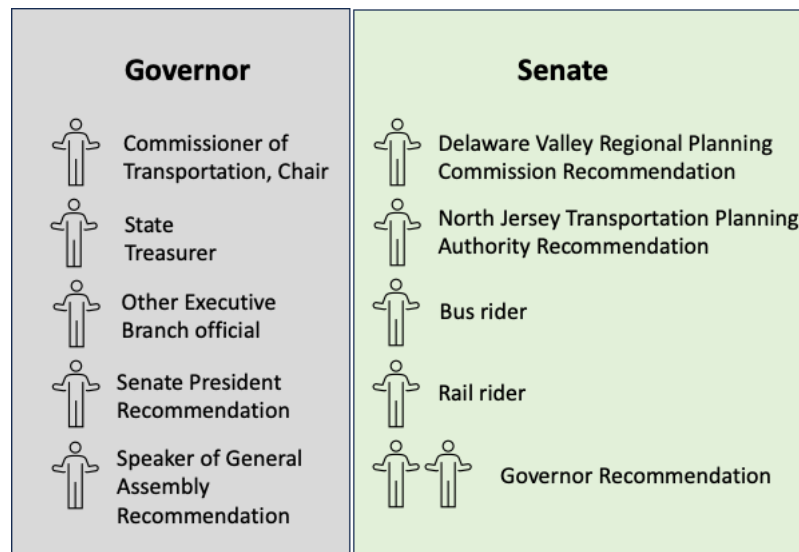 Governor
Commissioner of
Transportation, Chair
State
Treasurer
Other Executive
Branch official
Senate President
Recommendation
Speaker of General
Assembly
Recommendation
Senate
Delaware Valley Regional Planning
Commission Recommendation
North Jersey Transportation Planning
Authority Recommendation
Bus rider
Rail rider
Governor Recommendation